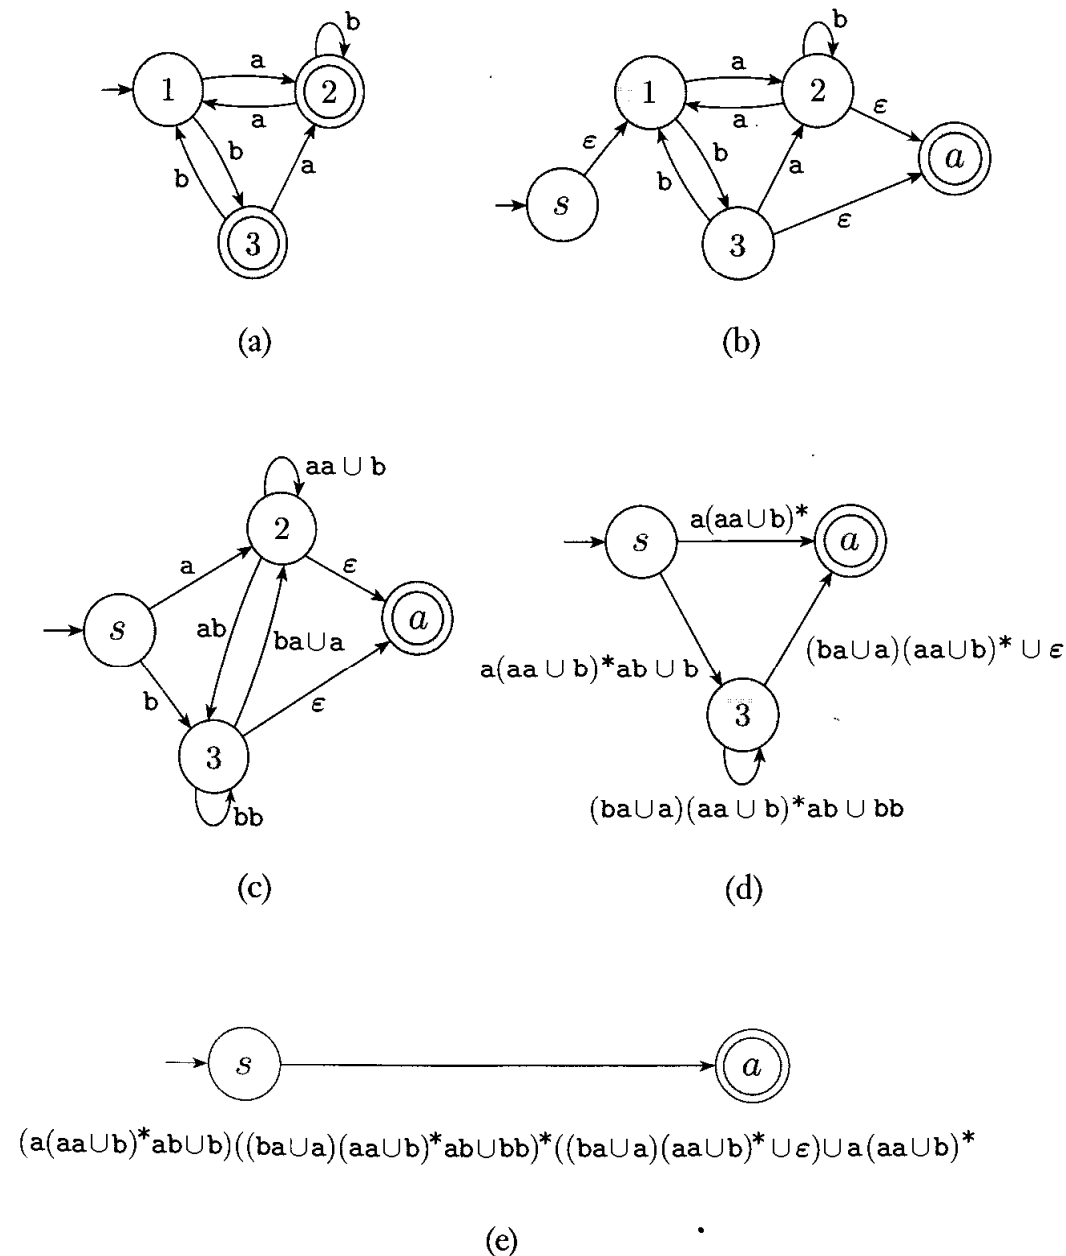 b
a
1
2
a
b
b
a
3
(a)
b
a
1
2
ε
a
a
ε
b
b
a
s
3
ε
(b)
aa ∪ b
2
a
ε
s
ab
ba∪a
a
b
ε
3
bb
(c)
s
a(aa∪b)*
a
a(aa ∪ b)*ab ∪ b
(ba∪a)(aa∪b)* ∪ ε
3
(ba∪a)(aa ∪ b)*ab ∪ bb
(d)
s
a
(a(aa∪b)*ab∪b)((ba∪a)(aa∪b)*ab∪bb)*((ba∪a)(aa∪b)*∪ε)∪a(aa∪b)*
(e)